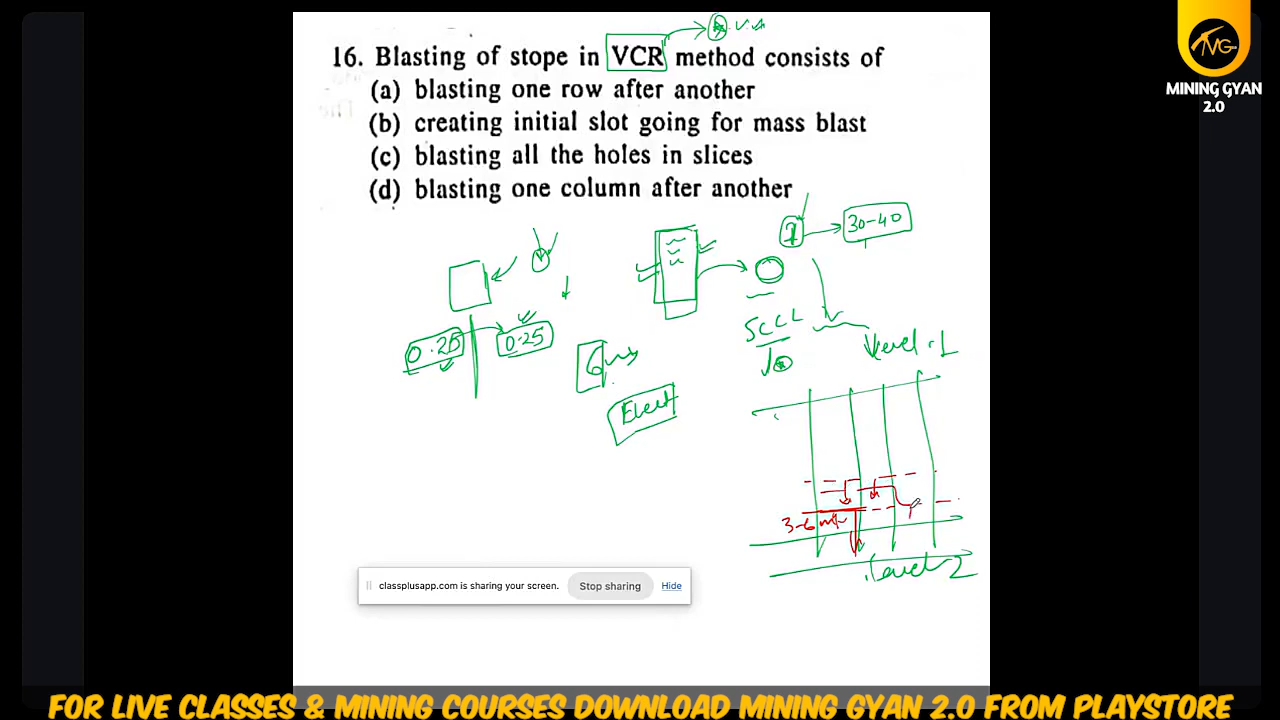 16. Blasting of stope in VCR method consists of
(a) blasting one row after another
(b) creating initial slot going for mass blast
(c) blasting all the holes in slices
(d) blasting one column after another
TVG
MINING GYAN
2.0
30-40
0.25
0.25
6m
Elect
SCCL
Level-1
3-6 mtr
Level-2
classplusapp.com is sharing your screen.
Stop sharing
Hide
FOR LIVE CLASSES & MINING COURSES DOWNLOAD MINING GYAN 2.0 FROM PLAYSTORE